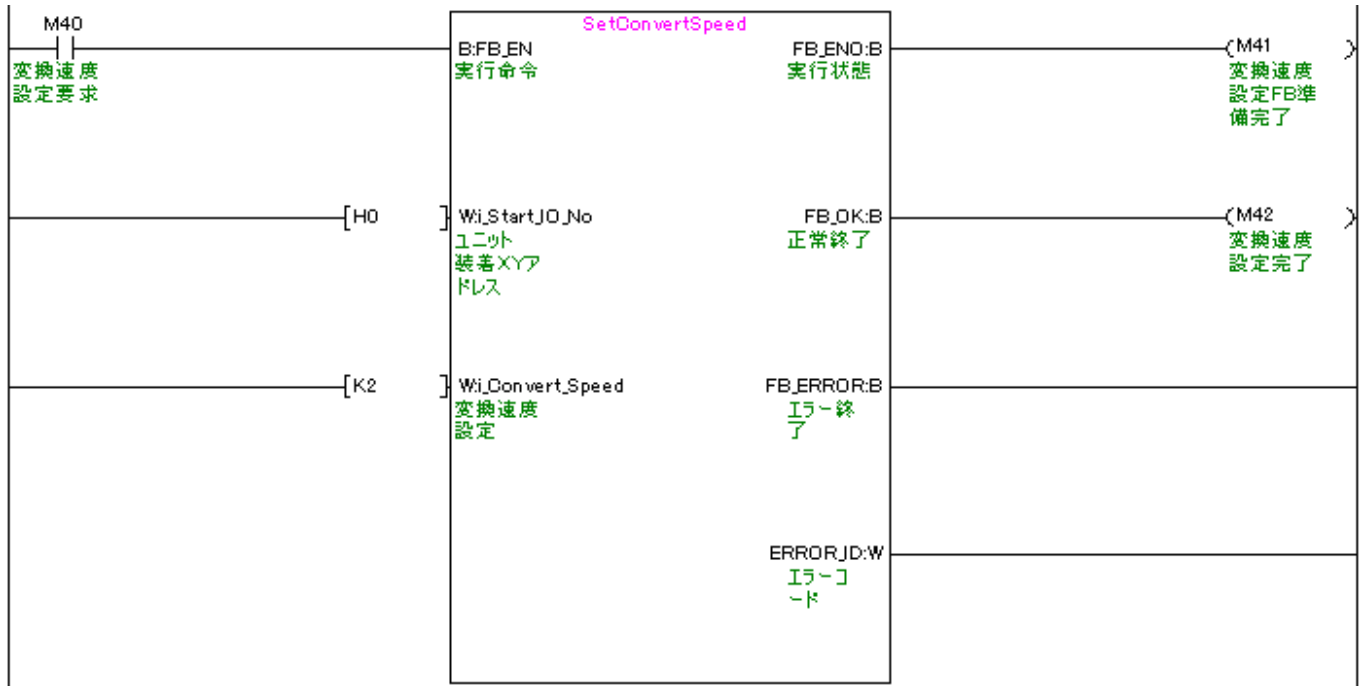 SetConvertSpeed
M40
変換速度
設定要求
B:FB_EN
実行命令
FB_ENO:B
実行状態
M41
変換速度
設定FB準
備完了
H0
W:i_Start_IO_No
ユニット
装着XYア
ドレス
FB_OK:B
正常終了
M42
変換速度
設定完了
K2
W:i_Convert_Speed
変換速度
設定
FB_ERROR:B
エラー終
了
ERROR_ID:W
エラーコ
ード